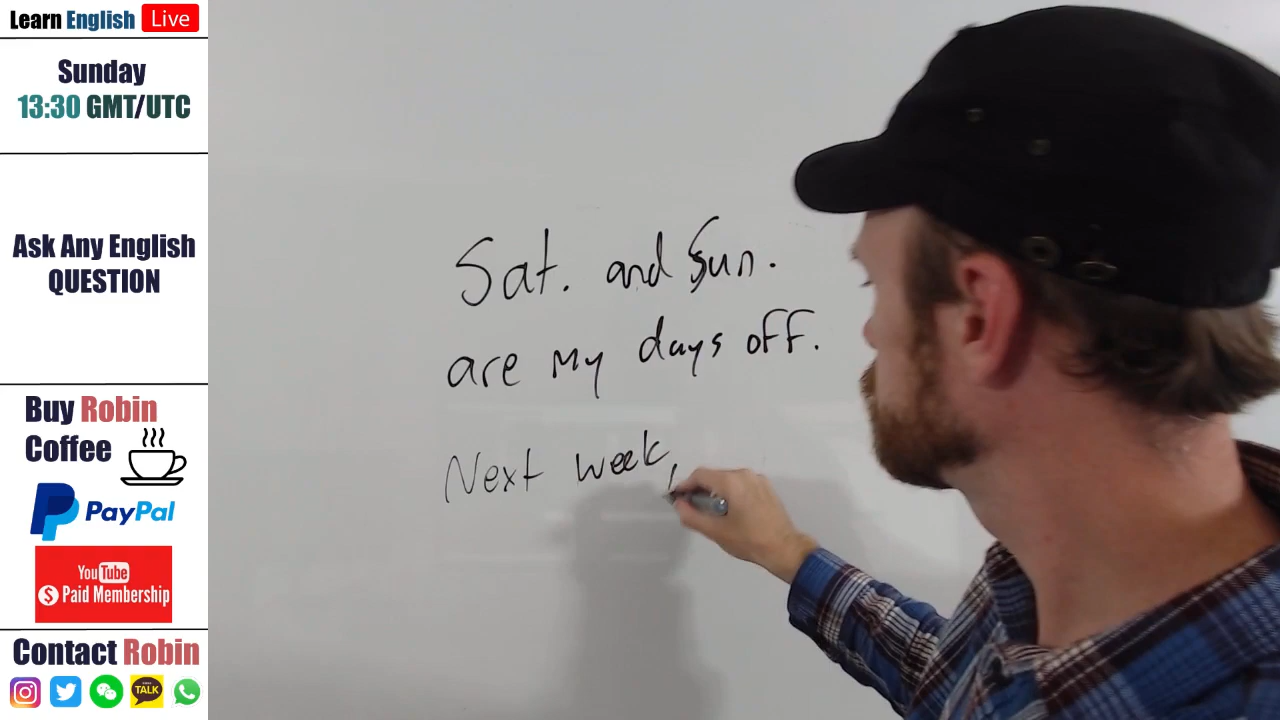 Learn English Live
Sunday
13:30 GMT/UTC
Ask Any English
QUESTION
Buy Robin
Coffee
PayPal
YouTube
$ Paid Membership
Contact Robin
TALK
Sat. and Sun.
are my days off.
Next week,